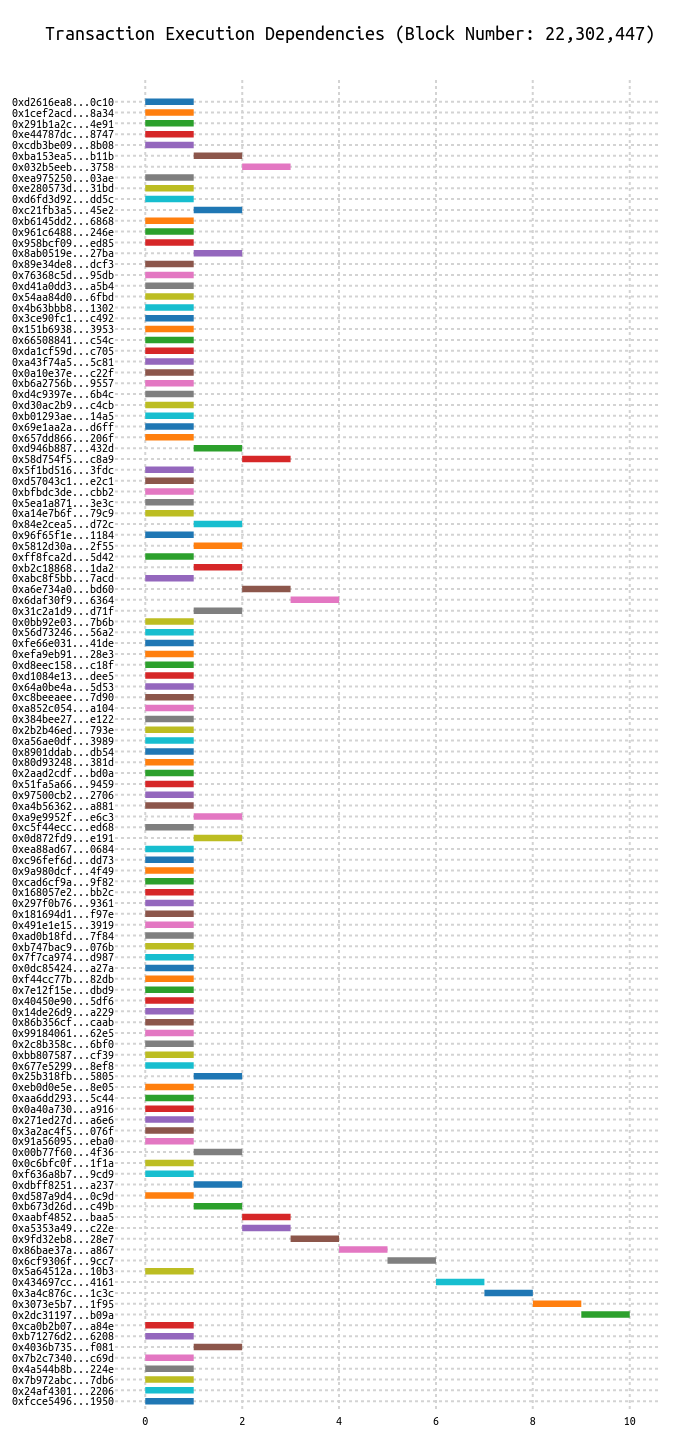 Transaction Execution Dependencies (Block Number: 22,302,447)
0xd2616ea8...0c10
0x1cef2acd...8a34
0x291b1a2c...4e91
0xe44787dc...8747
0xcdb3be09...8b08
0xba153ea5...b11b
0x032b5eeb...3758
0xea975250...03ae
0xe280573d...31bd
0xd6fd3d92...dd5c
0xc21fb3a5...45e2
0xb6145dd2...6868
0x961c6488...246e
0x958bcf09...ed85
0x8ab0519e...27ba
0x89e34de8...dcf3
0x76368c5d...95db
0xd41a0dd3...a5b4
0x54aa84d0...6fbd
0x4b63bbb8...1302
0x3ce90fc1...c492
0x151b6938...3953
0x66508841...c54c
0xda1cf59d...c705
0xa43f74a5...5c81
0x0a10e37e...c22f
0xb6a2756b...9557
0xd4c9397e...6b4c
0xd30ac2b9...c4cb
0xb01293ae...14a5
0x69e1aa2a...d6ff
0x657dd866...206f
0xd946b887...432d
0x58d754f5...c8a9
0x5f1bd516...3fdc
0xd57043c1...e2c1
0xbfbdc3de...cbb2
0x5ea1a871...3e3c
0xa14e7b6f...79c9
0x84e2cea5...d72c
0x96f65f1e...1184
0x5812d30a...2f55
0xff8fca2d...5d42
0xb2c18868...1da2
0xabc8f5bb...7acd
0xa6e734a0...bd60
0x6daf30f9...6364
0x31c2a1d9...d71f
0x0bb92e03...7b6b
0x56d73246...56a2
0xfe66e031...41de
0xefa9eb91...28e3
0xd8eec158...c18f
0xd1084e13...dee5
0x64a0be4a...5d53
0xc8beeaee...7d90
0xa852c054...a104
0x384bee27...e122
0x2b2b46ed...793e
0xa56ae0df...3989
0x8901ddab...db54
0x80d93248...381d
0x2aad2cdf...bd0a
0x51fa5a66...9459
0x97500cb2...2706
0xa4b56362...a881
0xa9e9952f...e6c3
0xc5f44ecc...ed68
0x0d872fd9...e191
0xea88ad67...0684
0xc96fef6d...dd73
0x9a980dcf...4f49
0xcad6cf9a...9f82
0x168057e2...bb2c
0x297f0b76...9361
0x181694d1...f97e
0x491e1e15...3919
0xad0b18fd...7f84
0xb747bac9...076b
0x7f7ca974...d987
0x0dc85424...a27a
0xf44cc77b...82db
0x7e12f15e...dbd9
0x40450e90...5df6
0x14de26d9...a229
0x86b356cf...caab
0x99184061...62e5
0x2c8b358c...6bf0
0xbb807587...cf39
0x677e5299...8ef8
0x25b318fb...5805
0xeb0d0e5e...8e05
0xaa6dd293...5c44
0x0a40a730...a916
0x271ed27d...a6e6
0x3a2ac4f5...076f
0x91a56095...eba0
0x00b77f60...4f36
0x0c6bfc0f...1f1a
0xf636a8b7...9cd9
0xdbff8251...a237
0xd587a9d4...0c9d
0xb673d26d...c49b
0xaabf4852...baa5
0xa5353a49...c22e
0x9fd32eb8...28e7
0x86bae37a...a867
0x6cf9306f...9cc7
0x5a64512a...10b3
0x434697cc...4161
0x3a4c876c...1c3c
0x3073e5b7...1f95
0x2dc31197...b09a
0xca0b2b07...a84e
0xb71276d2...6208
0x4036b735...f081
0x7b2c7340...c69d
0x4a544b8b...224e
0x7b972abc...7db6
0x24af4301...2206
0xfcce5496...1950
0 2 4 6 8 10